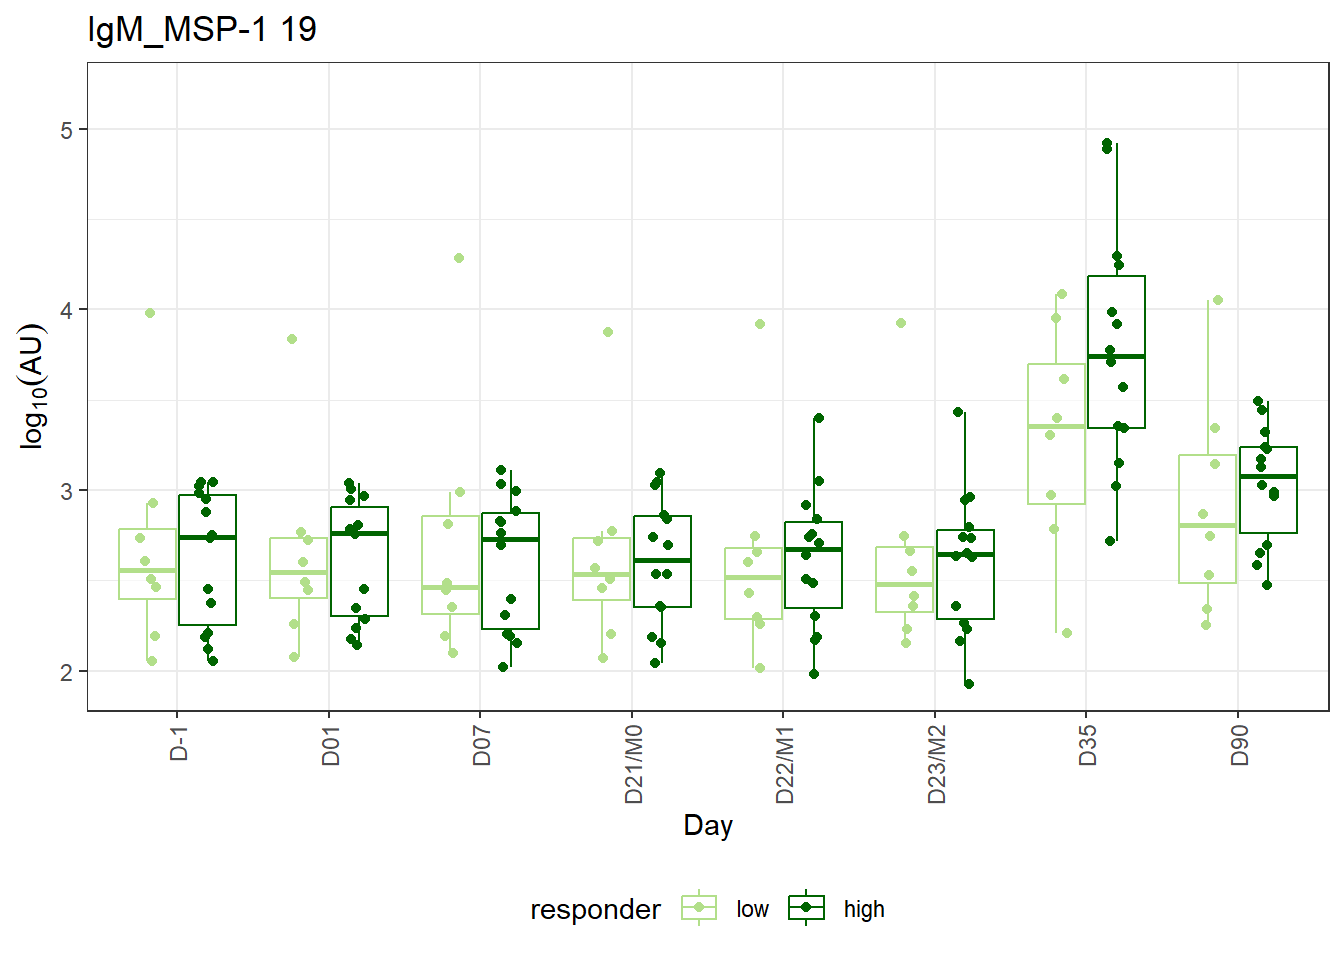 IgM_MSP-1 19
log10(AU)
5
4
3
2
D-1
D01
D07
D21/M0
D22/M1
D23/M2
D35
D90
Day
responder low high